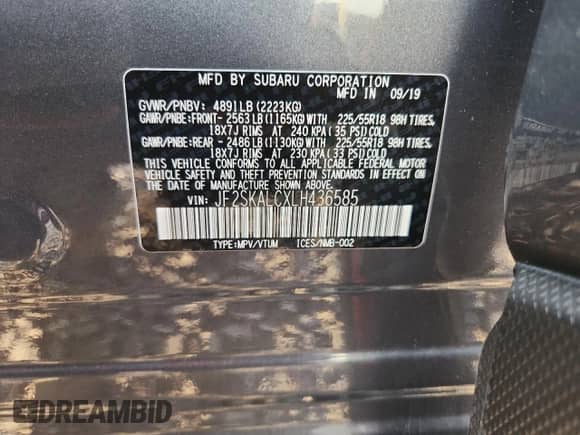 MFD BY SUBARU CORPORATION
MFD IN 09/19
GVWR/PNBV: 4891LB(2223KG)
GAWR/PNBE:FRONT- 2563LB(1165KG)WITH 225/55R18 98H TIRES,
18X7J RIMS AT 240 KPA(35 PSI)COLD
GAWR/PNBE:REAR - 2486LB(1130KG)WITH 225/55R18 98H TIRES,
18X7J RIMS AT 230 KPA(33 PSI)COLD
THIS VEHICLE CONFORMS TO ALL APPLICABLE FEDERAL MOTOR
VEHICLE SAFETY AND THEFT PREVENTION STANDARDS IN EFFECT
ON THE DATE OF MANUFACTURE SHOWN ABOVE.
VIN: JF2SKALCXLH436585
TYPE:MPV/VTUM ICES/NMB-002
DREAMBID